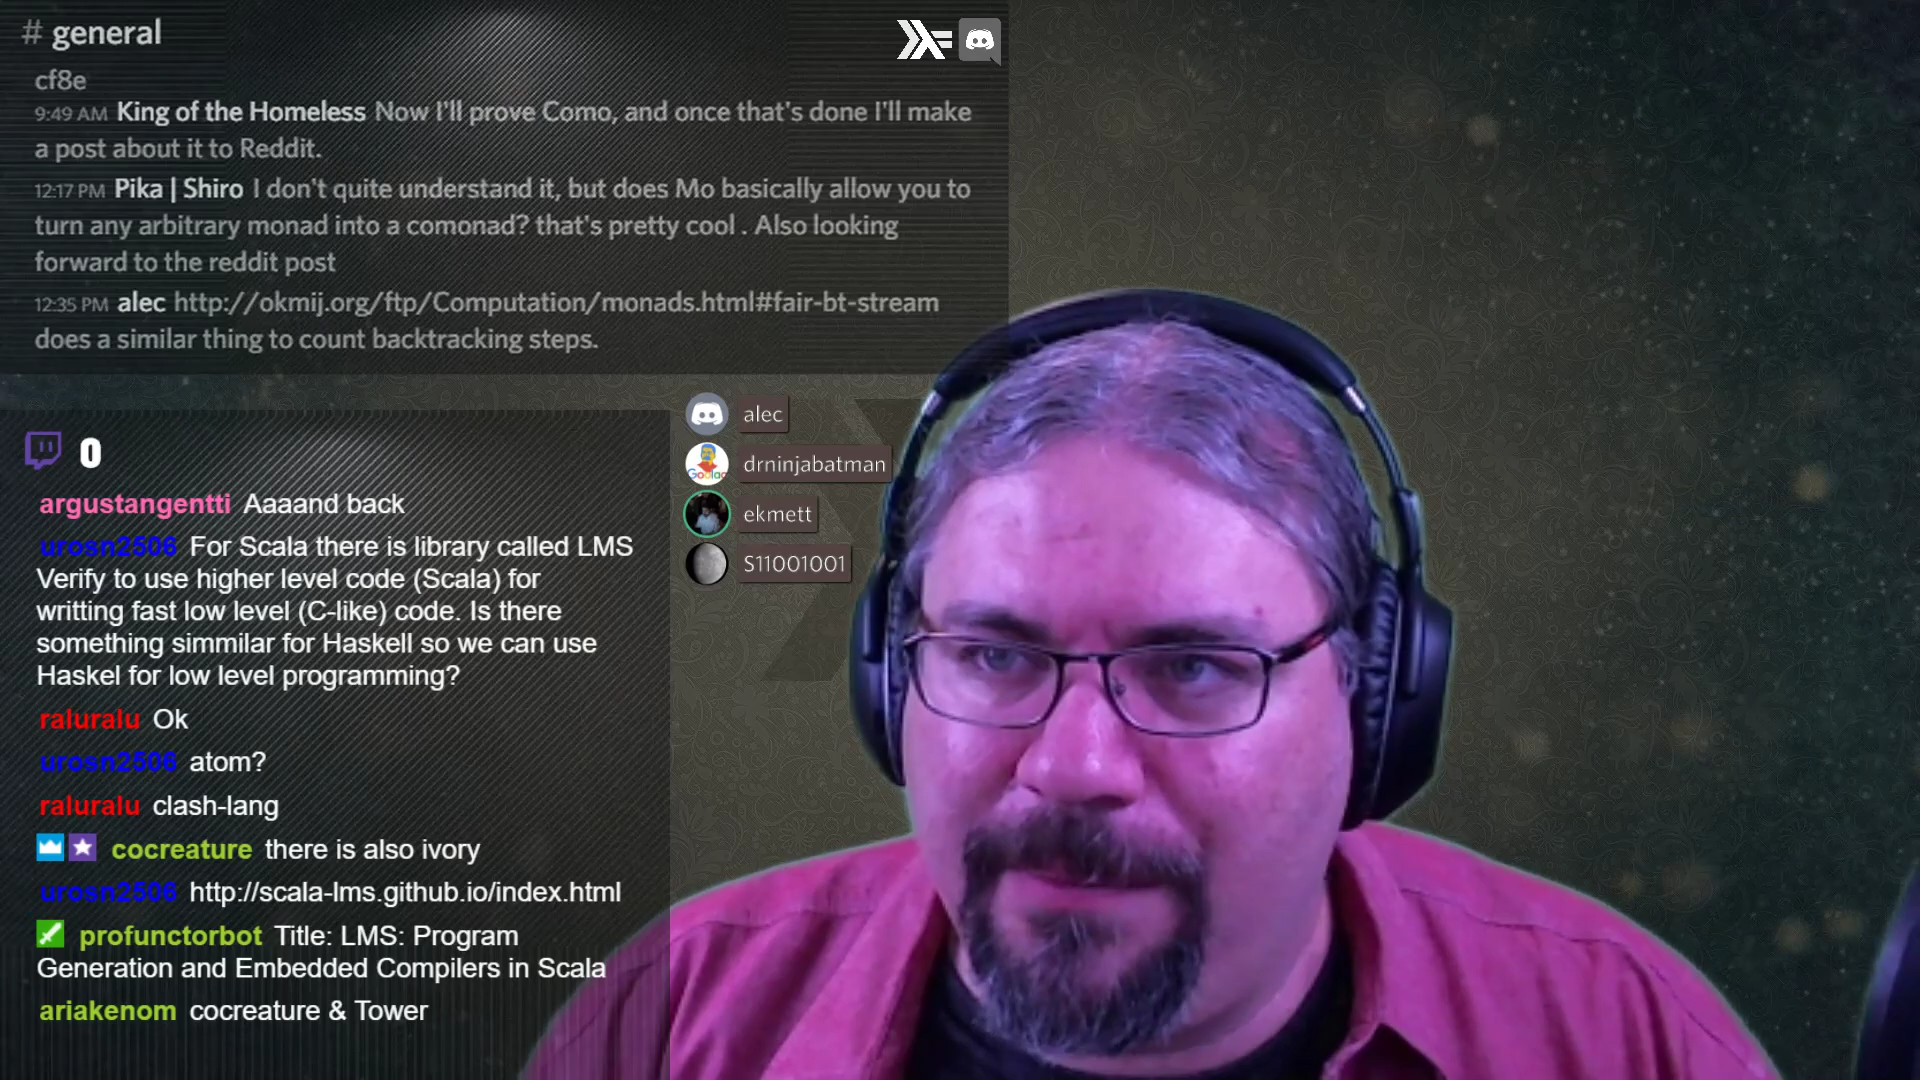 # general
cf8e
9:49 AM King of the Homeless Now I'll prove Como, and once that's done I'll make
a post about it to Reddit.
12:17 PM Pika | Shiro I don't quite understand it, but does Mo basically allow you to
turn any arbitrary monad into a comonad? that's pretty cool . Also looking
forward to the reddit post
12:35 PM alec http://okmij.org/ftp/Computation/monads.html#fair-bt-stream
does a similar thing to count backtracking steps.
alec
drninjabatman
ekmett
S11001001
0
argustangentti Aaaand back
urosn2506 For Scala there is library called LMS
Verify to use higher level code (Scala) for
writting fast low level (C-like) code. Is there
something simmilar for Haskell so we can use
Haskel for low level programming?
raluralu Ok
urosn2506 atom?
raluralu clash-lang
cocreature there is also ivory
urosn2506 http://scala-lms.github.io/index.html
profunctorbot Title: LMS: Program
Generation and Embedded Compilers in Scala
ariakenom cocreature & Tower